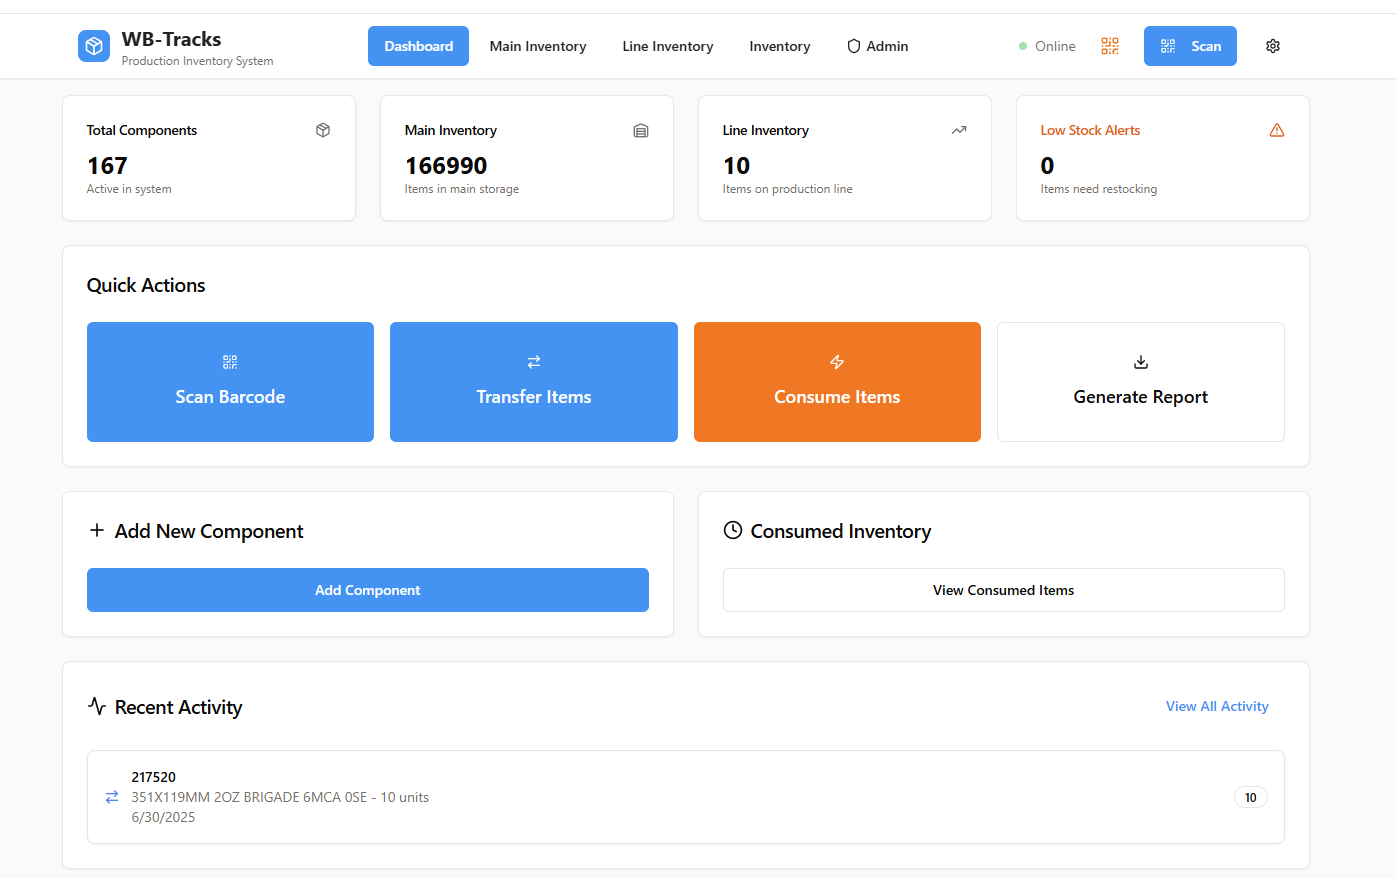 WB-Tracks
Production Inventory System
Dashboard
Main Inventory
Line Inventory
Inventory
Admin
Online
Scan
Total Components
167
Active in system
Main Inventory
166990
Items in main storage
Line Inventory
10
Items on production line
Low Stock Alerts
0
Items need restocking
Quick Actions
Scan Barcode
Transfer Items
Consume Items
Generate Report
Add New Component
Add Component
Consumed Inventory
View Consumed Items
Recent Activity
View All Activity
217520
351X119MM 2OZ BRIGADE 6MCA 0SE - 10 units
6/30/2025
10